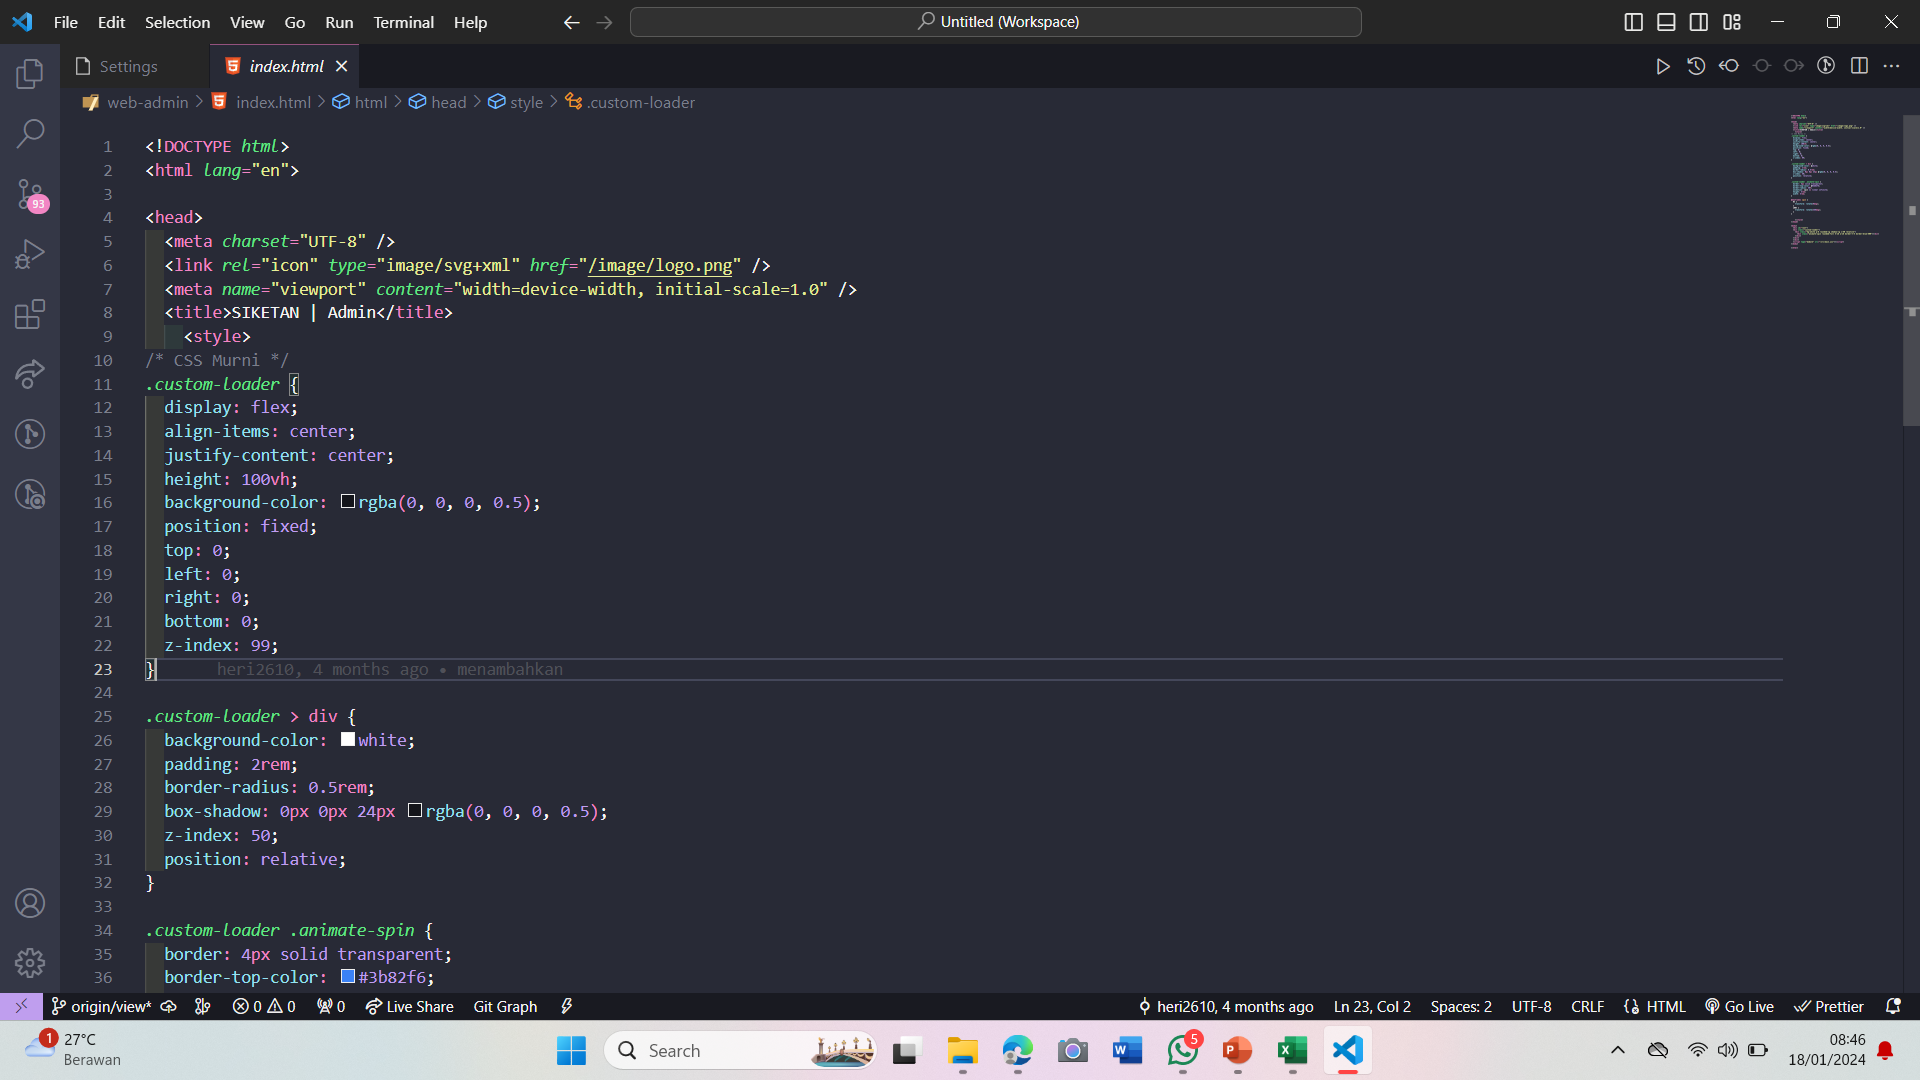 File Edit Selection View Go Run Terminal Help
Untitled (Workspace)
Settings
index.html
web-admin > index.html > html > head > style > .custom-loader
1 <!DOCTYPE html>
2 <html lang="en">
3
4 <head>
5 <meta charset="UTF-8" />
6 <link rel="icon" type="image/svg+xml" href="/image/logo.png" />
7 <meta name="viewport" content="width=device-width, initial-scale=1.0" />
8 <title>SIKETAN | Admin</title>
9 <style>
10 /* CSS Murni */
11 .custom-loader {
12 display: flex;
13 align-items: center;
14 justify-content: center;
15 height: 100vh;
16 background-color: rgba(0, 0, 0, 0.5);
17 position: fixed;
18 top: 0;
19 left: 0;
20 right: 0;
21 bottom: 0;
22 z-index: 99;
23 } heri2610, 4 months ago • menambahkan
24
25 .custom-loader > div {
26 background-color: white;
27 padding: 2rem;
28 border-radius: 0.5rem;
29 box-shadow: 0px 0px 24px rgba(0, 0, 0, 0.5);
30 z-index: 50;
31 position: relative;
32 }
33
34 .custom-loader .animate-spin {
35 border: 4px solid transparent;
36 border-top-color: #3b82f6;
93
origin/view* 0 0 0 Live Share Git Graph heri2610, 4 months ago Ln 23, Col 2 Spaces: 2 UTF-8 CRLF HTML Go Live Prettier
1
27°C
Berawan
Search
5
08:46
18/01/2024